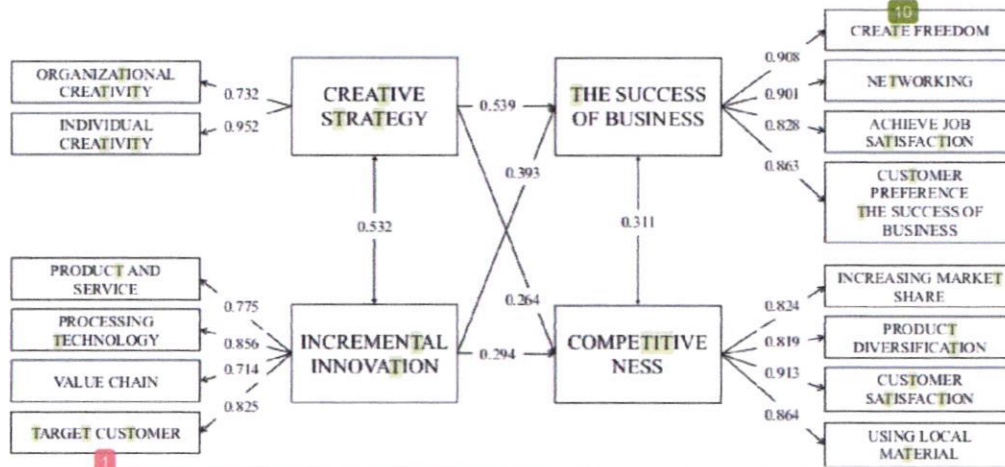 10
CREATE FREEDOM
ORGANIZATIONAL
CREATIVITY
0.732
INDIVIDUAL
CREATIVITY
0.952
CREATIVE
STRATEGY
0.539
THE SUCCESS
OF BUSINESS
0.908
0.901
0.828
0.863
NETWORKING
ACHIEVE JOB
SATISFACTION
CUSTOMER
PREFERENCE
THE SUCCESS OF
BUSINESS
0.393
0.532
0.311
0.264
0.294
PRODUCT AND
SERVICE
0.775
PROCESSING
TECHNOLOGY
0.856
VALUE CHAIN
0.714
TARGET CUSTOMER
0.825
1
INCREMENTAL
INNOVATION
COMPETITIVE
NESS
0.824
0.819
0.913
0.864
INCREASING MARKET
SHARE
PRODUCT
DIVERSIFICATION
CUSTOMER
SATISFACTION
USING LOCAL
MATERIAL